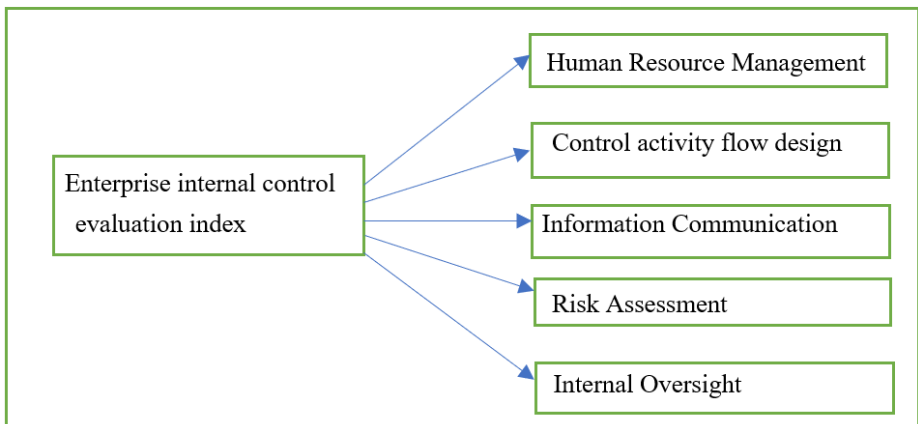 Human Resource Management
Control activity flow design
Enterprise internal control
evaluation index
Information Communication
Risk Assessment
Internal Oversight